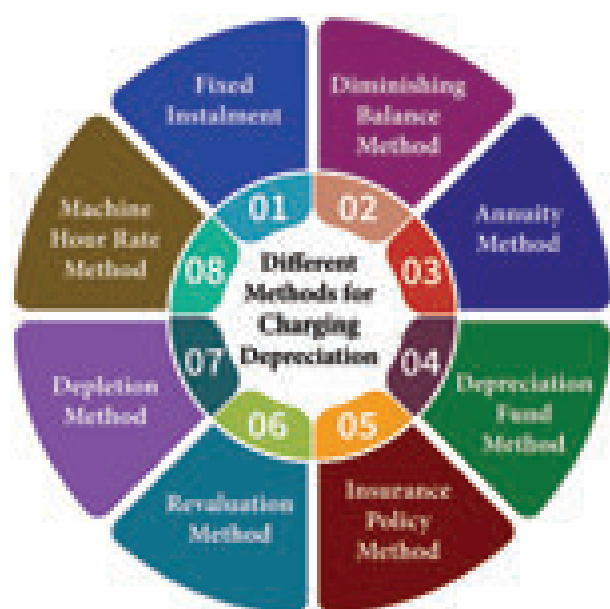 Different
Methods for
Charging
Depreciation
01
Fixed
Instalment
02
Diminishing
Balance
Method
03
Annuity
Method
04
Depreciation
Fund
Method
05
Insurance
Policy
Method
06
Revaluation
Method
07
Depletion
Method
08
Machine
Hour Rate
Method